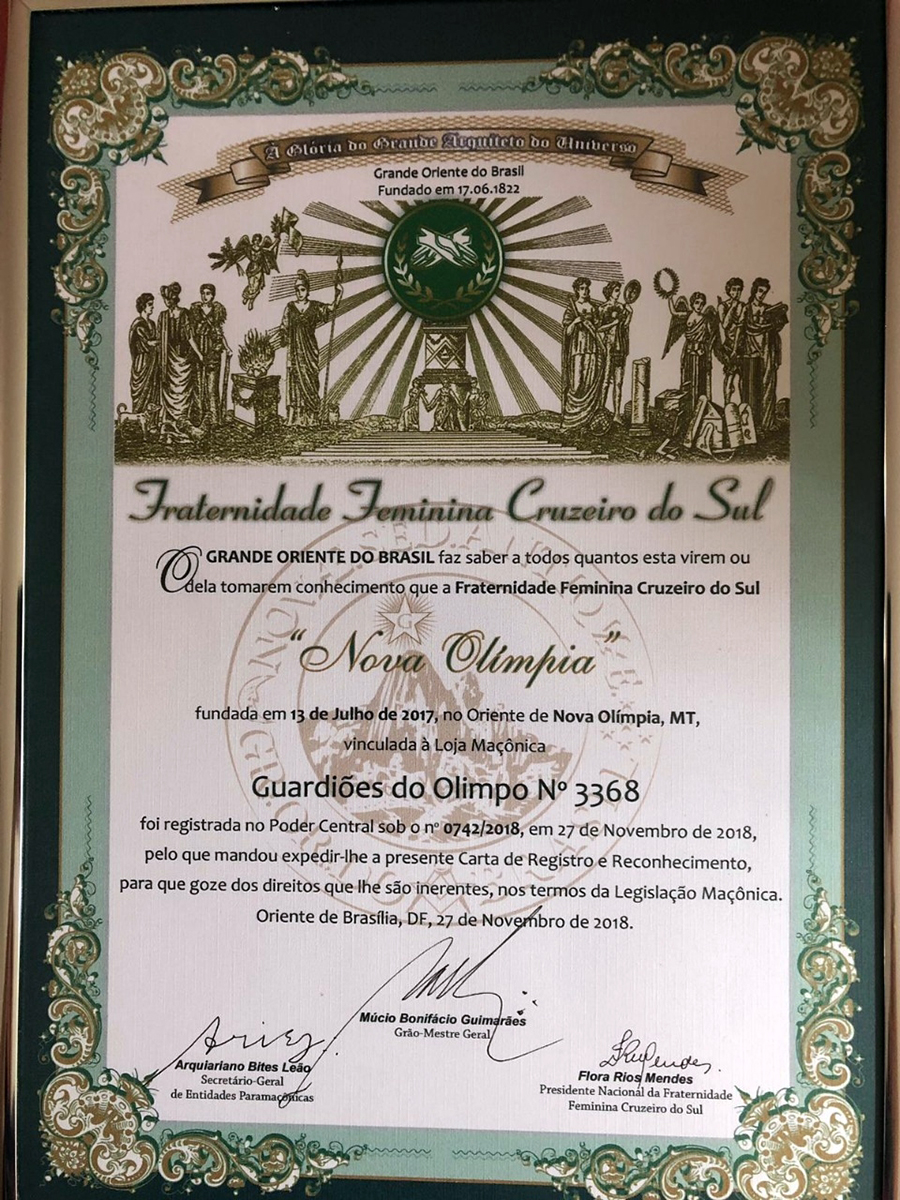 À Glória do Grande Arquiteto do Universo
Grande Oriente do Brasil
Fundado em 17.06.1822
Fraternidade Feminina Cruzeiro do Sul
O GRANDE ORIENTE DO BRASIL faz saber a todos quantos esta virem ou
dela tomarem conhecimento que a Fraternidade Feminina Cruzeiro do Sul
G
"Nova Olímpia"
fundada em 13 de Julho de 2017, no Oriente de Nova Olímpia, MT,
vinculada à Loja Maçônica
Guardiões do Olimpo Nº 3368
foi registrada no Poder Central sob o nº 0742/2018, em 27 de Novembro de 2018,
pelo que mandou expedir-lhe a presente Carta de Registro e Reconhecimento,
para que goze dos direitos que lhe são inerentes, nos termos da Legislação Maçônica.
Oriente de Brasília, DF, 27 de Novembro de 2018.
Múcio Bonifácio Guimarães
Grão-Mestre Geral
Arquiariano Bites Leão
Secretário-Geral
de Entidades Paramaçônicas
Flora Rios Mendes
Presidente Nacional da Fraternidade
Feminina Cruzeiro do Sul